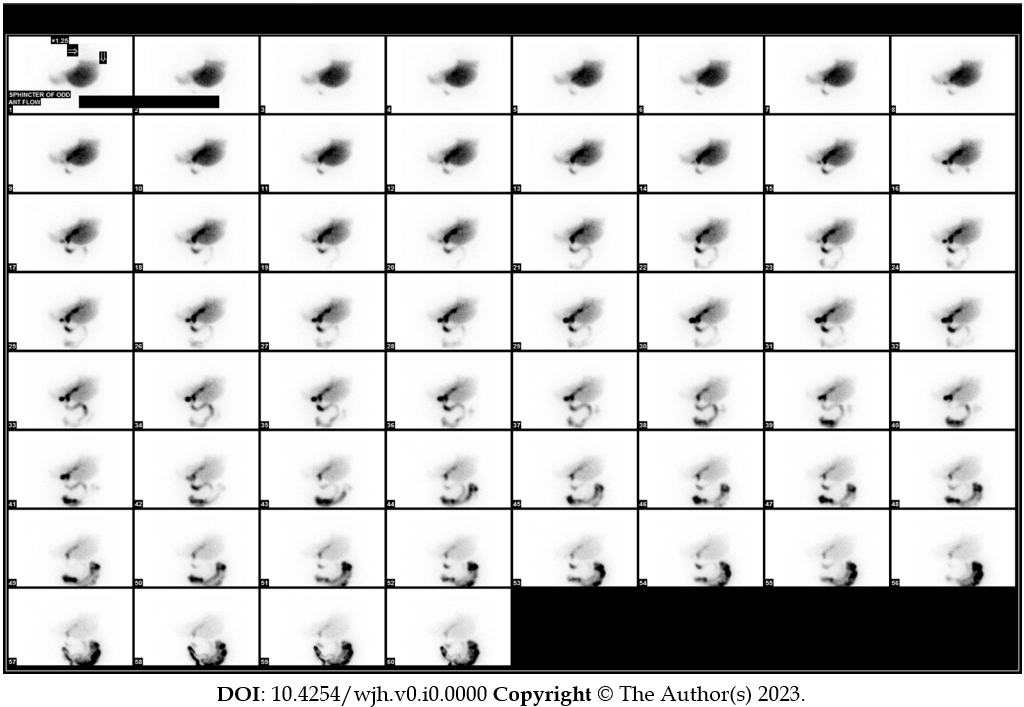 ×1.25
SPHINCTER OF ODD
ANT FLOW
1 2 3 4 5 6 7 8
9 10 11 12 13 14 15 16
17 18 19 20 21 22 23 24
25 26 27 28 29 30 31 32
33 34 35 36 37 38 39 40
41 42 43 44 45 46 47 48
49 50 51 52 53 54 55 56
57 58 59 60
DOI: 10.4254/wjh.v0.i0.0000 Copyright © The Author(s) 2023.